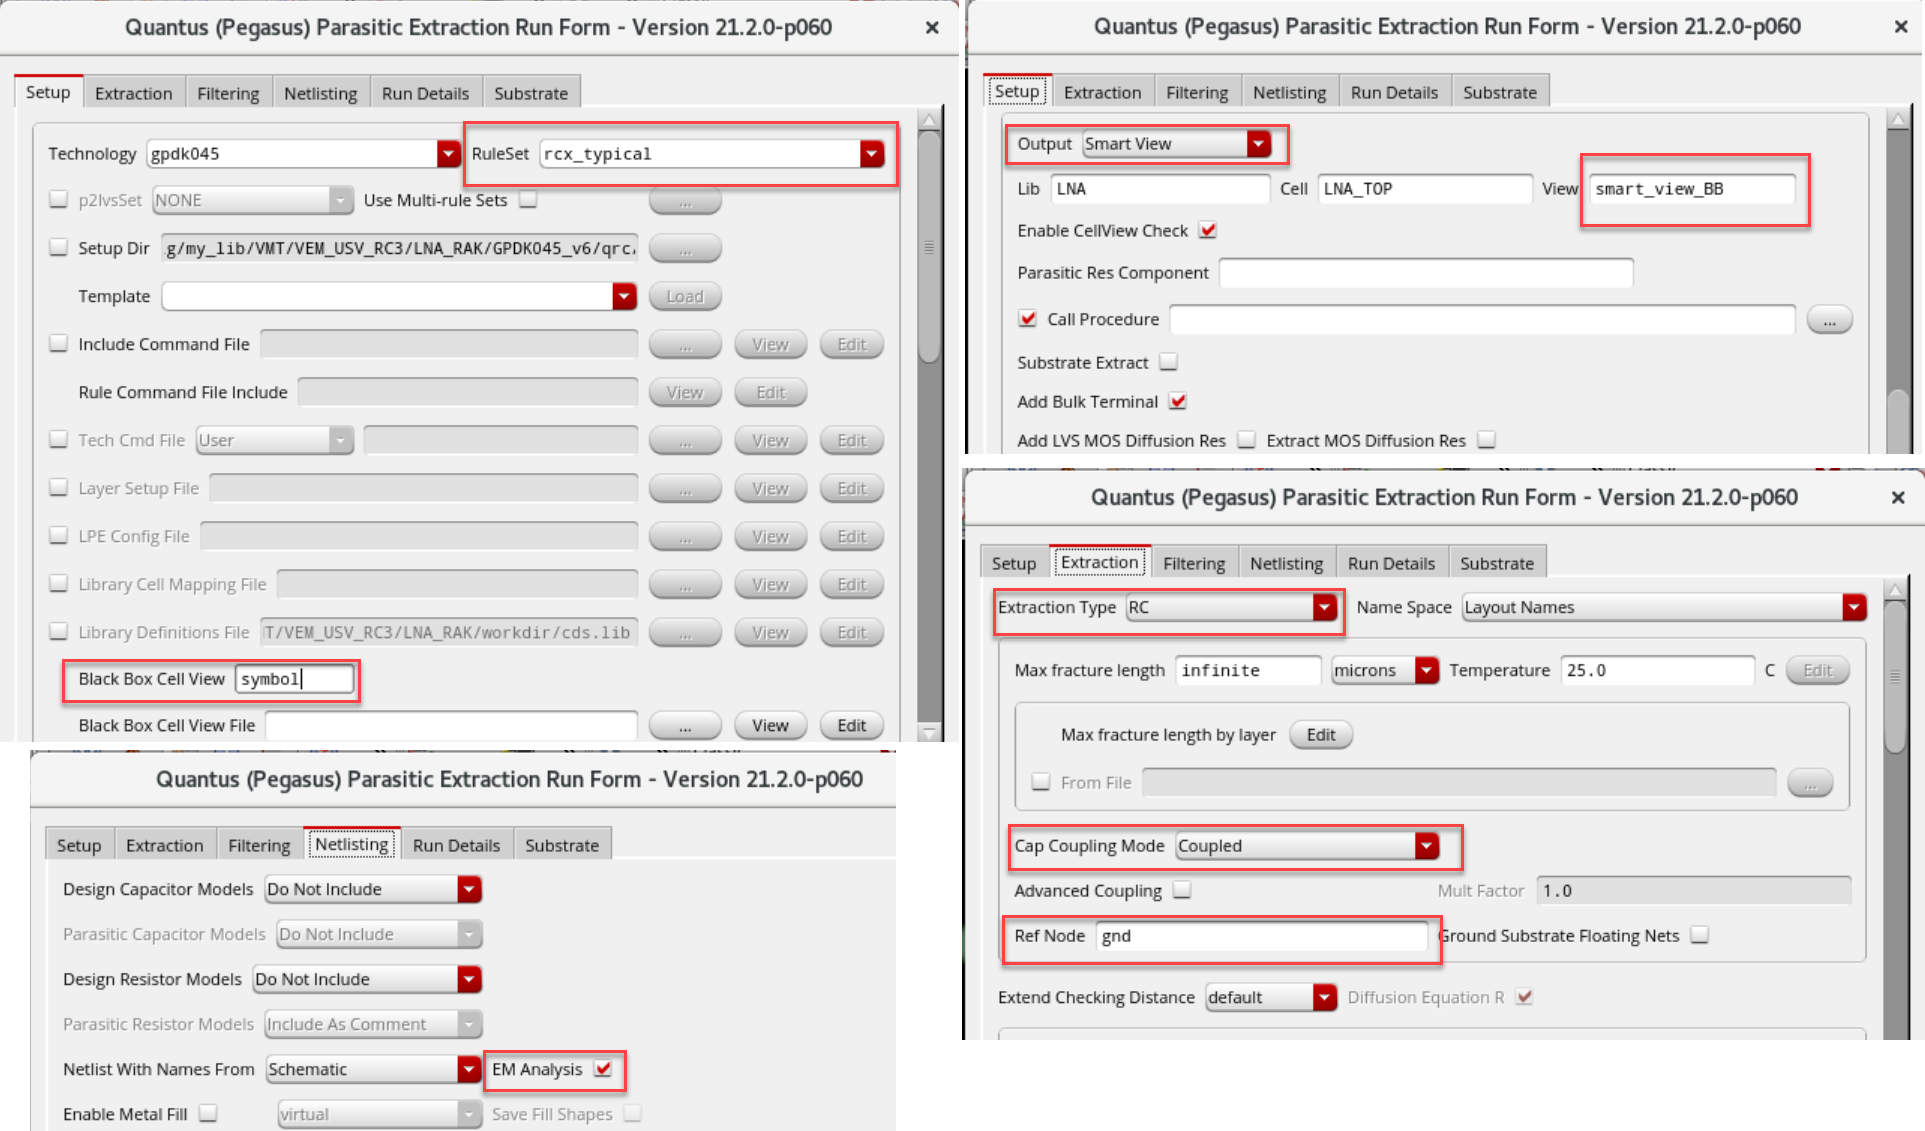 Quantus (Pegasus) Parasitic Extraction Run Form - Version 21.2.0-p060 ×
Setup Extraction Filtering Netlisting Run Details Substrate
Technology gpdk045 RuleSet rcx_typical
p2lvsSet NONE Use Multi-rule Sets ...
Setup Dir g/my_lib/VMT/VEM_USV_RC3/LNA_RAK/GPDK045_v6/qrc, ...
Template Load
Include Command File ... View Edit
Rule Command File Include View Edit
Tech Cmd File User ... View Edit
Layer Setup File ... View Edit
LPE Config File ... View Edit
Library Cell Mapping File ... View Edit
Library Definitions File T/VEM_USV_RC3/LNA_RAK/workdir/cds.lib ... View Edit
Black Box Cell View symbol
Black Box Cell View File ... View Edit
Quantus (Pegasus) Parasitic Extraction Run Form - Version 21.2.0-p060 ×
Setup Extraction Filtering Netlisting Run Details Substrate
Output Smart View
Lib LNA Cell LNA_TOP View smart_view_BB
Enable CellView Check
Parasitic Res Component
Call Procedure ...
Substrate Extract
Add Bulk Terminal
Add LVS MOS Diffusion Res Extract MOS Diffusion Res
Quantus (Pegasus) Parasitic Extraction Run Form - Version 21.2.0-p060 ×
Setup Extraction Filtering Netlisting Run Details Substrate
Extraction Type RC Name Space Layout Names
Max fracture length infinite microns Temperature 25.0 C Edit
Max fracture length by layer Edit
From File ...
Cap Coupling Mode Coupled
Advanced Coupling Mult Factor 1.0
Ref Node gnd Ground Substrate Floating Nets
Extend Checking Distance default Diffusion Equation R
Quantus (Pegasus) Parasitic Extraction Run Form - Version 21.2.0-p060
Setup Extraction Filtering Netlisting Run Details Substrate
Design Capacitor Models Do Not Include
Parasitic Capacitor Models Do Not Include
Design Resistor Models Do Not Include
Parasitic Resistor Models Include As Comment
Netlist With Names From Schematic EM Analysis
Enable Metal Fill virtual Save Fill Shapes